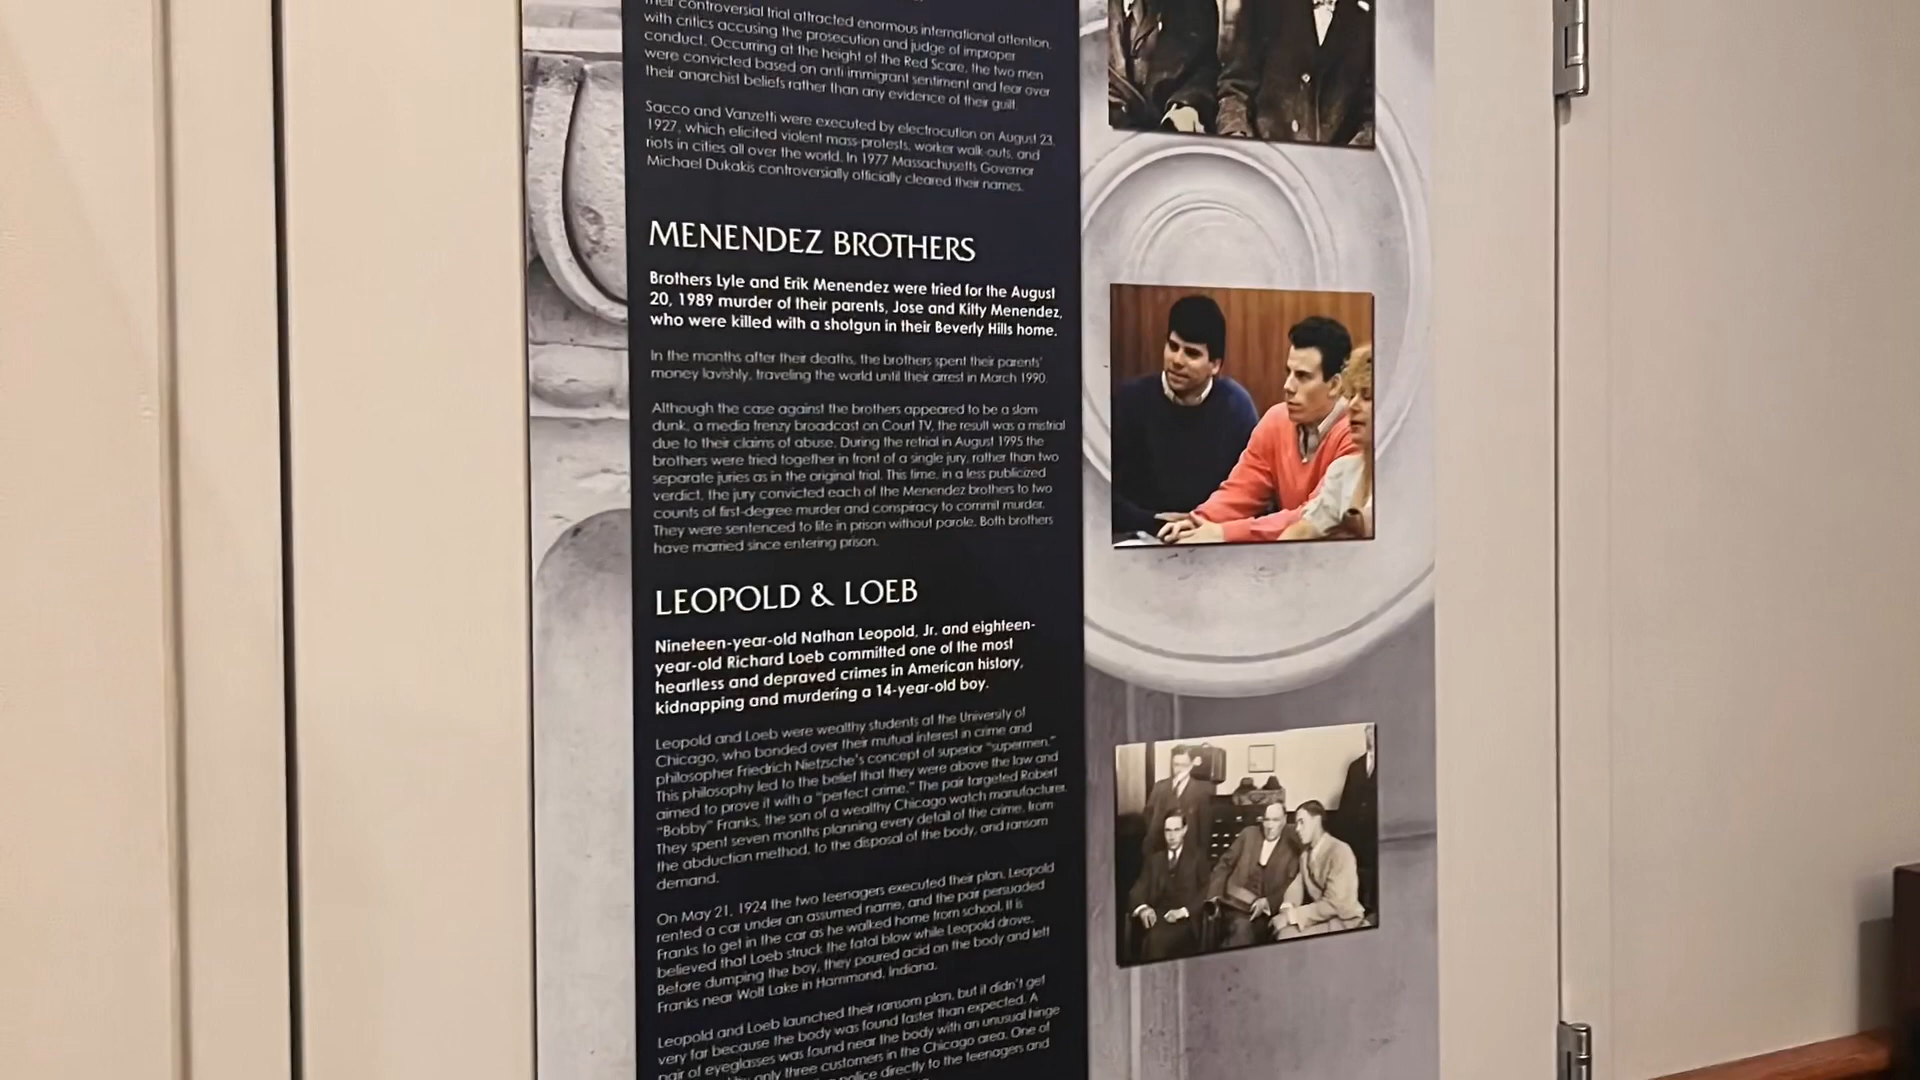 Their controversial trial attracted enormous international attention,
with critics accusing the prosecution and judge of improper
conduct. Occurring at the height of the Red Scare, the two men
were convicted based on anti immigrant sentiment and fear over
their anarchist beliefs rather than any evidence of their guilt.
Sacco and Vanzetti were executed by electrocution on August 23,
1927, which elicited violent mass-protests, worker walk-outs, and
riots in cities all over the world. In 1977 Massachusetts Governor
Michael Dukakis controversially officially cleared their names.
MENENDEZ BROTHERS
Brothers Lyle and Erik Menendez were tried for the August
20, 1989 murder of their parents, Jose and Kitty Menendez,
who were killed with a shotgun in their Beverly Hills home.
In the months after their deaths, the brothers spent their parents'
money lavishly, traveling the world until their arrest in March 1990.
Although the case against the brothers appeared to be a slam
dunk, a media frenzy broadcast on Court TV, the result was a mistrial
due to their claims of abuse. During the retrial in August 1995 the
brothers were tried together in front of a single jury, rather than two
separate juries as in the original trial. This time, in a less publicized
verdict, the jury convicted each of the Menendez brothers to two
counts of first-degree murder and conspiracy to commit murder.
They were sentenced to life in prison without parole. Both brothers
have married since entering prison.
LEOPOLD & LOEB
Nineteen-year-old Nathan Leopold, Jr. and eighteen-
year-old Richard Loeb committed one of the most
heartless and depraved crimes in American history,
kidnapping and murdering a 14-year-old boy.
Leopold and Loeb were wealthy students at the University of
Chicago, who bonded over their mutual interest in crime and
philosopher Friedrich Nietzsche's concept of superior "supermen."
This philosophy led to the belief that they were above the law and
aimed to prove it with a "perfect crime." The pair targeted Robert
"Bobby" Franks, the son of a wealthy Chicago watch manufacturer.
They spent seven months planning every detail of the crime, from
the abduction method, to the disposal of the body, and ransom
demand.
On May 21, 1924 the two teenagers executed their plan. Leopold
rented a car under an assumed name, and the pair persuaded
Franks to get in the car as he walked home from school. It is
believed that Loeb struck the fatal blow while Leopold drove.
Before dumping the boy, they poured acid on the body and left
Franks near Wolf Lake in Hammond, Indiana.
Leopold and Loeb launched their ransom plan, but it didn't get
very far because the body was found faster than expected. A
pair of eyeglasses was found near the body with an unusual hinge
only three customers in the Chicago area. One of
police directly to the teenagers and